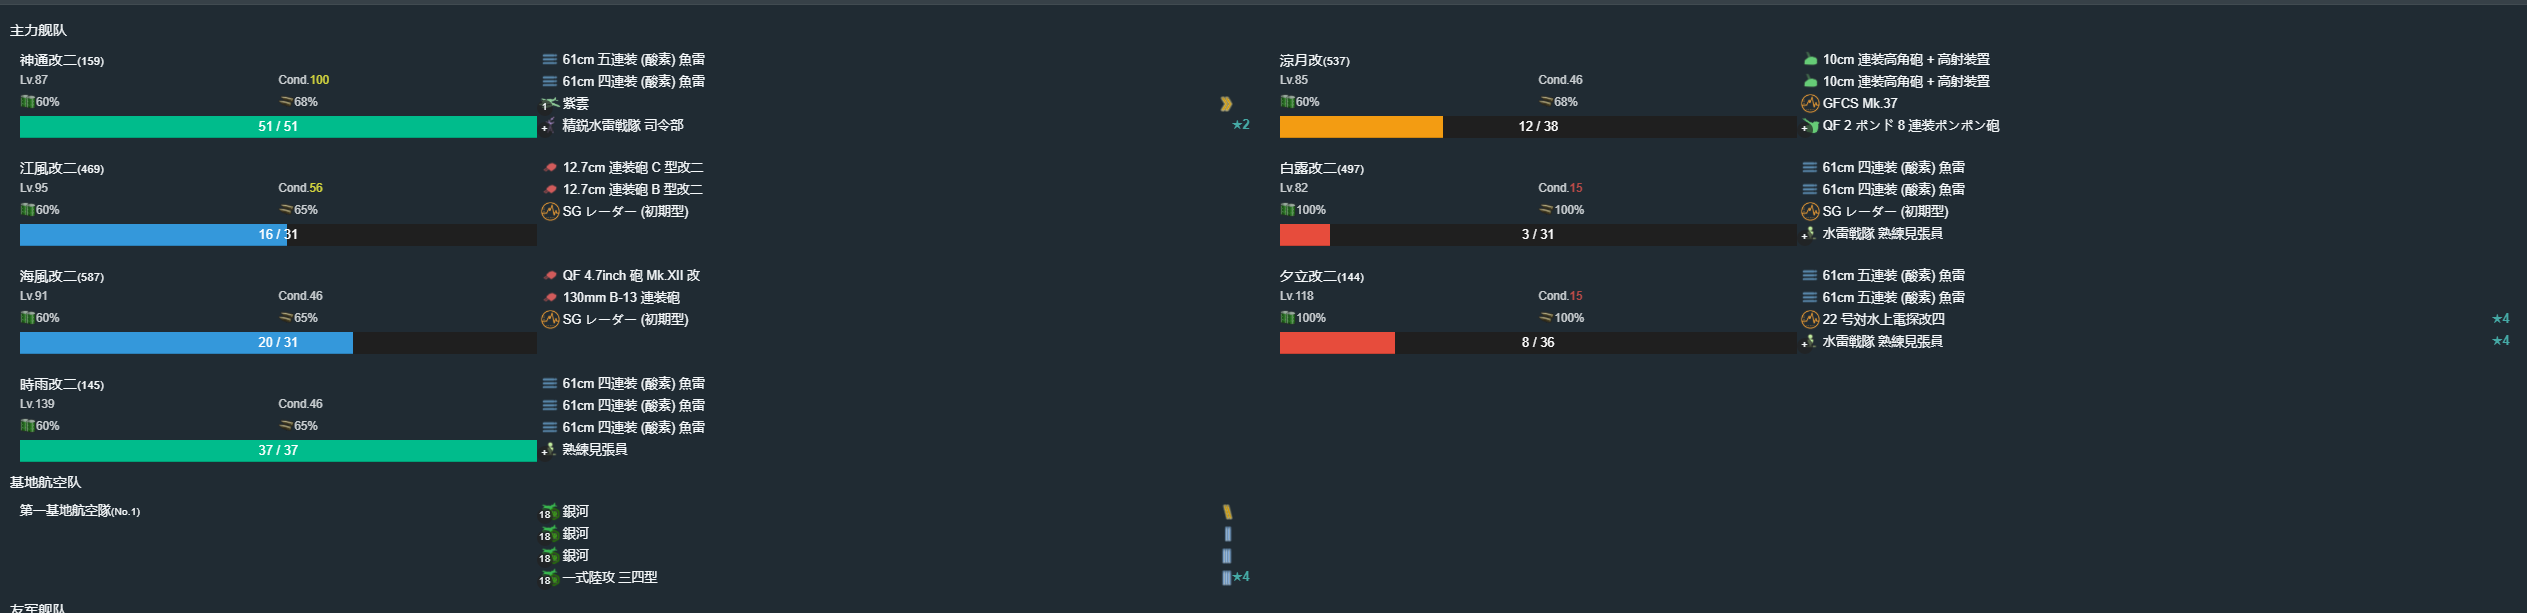 主力舰队
神通改二(159)
Lv.87 Cond.100
60% 68%
51 / 51
61cm 五連装 (酸素) 魚雷
61cm 四連装 (酸素) 魚雷
1 紫雲
+ 精鋭水雷戦隊 司令部 ★2
涼月改(537)
Lv.85 Cond.46
60% 68%
12 / 38
10cm 連装高角砲 + 高射装置
10cm 連装高角砲 + 高射装置
GFCS Mk.37
+ QF 2 ポンド 8 連装ポンポン砲
江風改二(469)
Lv.95 Cond.56
60% 65%
16 / 31
12.7cm 連装砲 C 型改二
12.7cm 連装砲 B 型改二
SG レーダー (初期型)
白露改二(497)
Lv.82 Cond.15
100% 100%
3 / 31
61cm 四連装 (酸素) 魚雷
61cm 四連装 (酸素) 魚雷
SG レーダー (初期型)
+ 水雷戦隊 熟練見張員
海風改二(587)
Lv.91 Cond.46
60% 65%
20 / 31
QF 4.7inch 砲 Mk.XII 改
130mm B-13 連装砲
SG レーダー (初期型)
夕立改二(144)
Lv.118 Cond.15
100% 100%
8 / 36
61cm 五連装 (酸素) 魚雷
61cm 五連装 (酸素) 魚雷
22 号対水上電探改四 ★4
+ 水雷戦隊 熟練見張員 ★4
時雨改二(145)
Lv.139 Cond.46
60% 65%
37 / 37
61cm 四連装 (酸素) 魚雷
61cm 四連装 (酸素) 魚雷
61cm 四連装 (酸素) 魚雷
+ 熟練見張員
基地航空队
第一基地航空隊(No.1)
18 銀河
18 銀河
18 銀河
18 一式陸攻 三四型 ★4
友军舰队